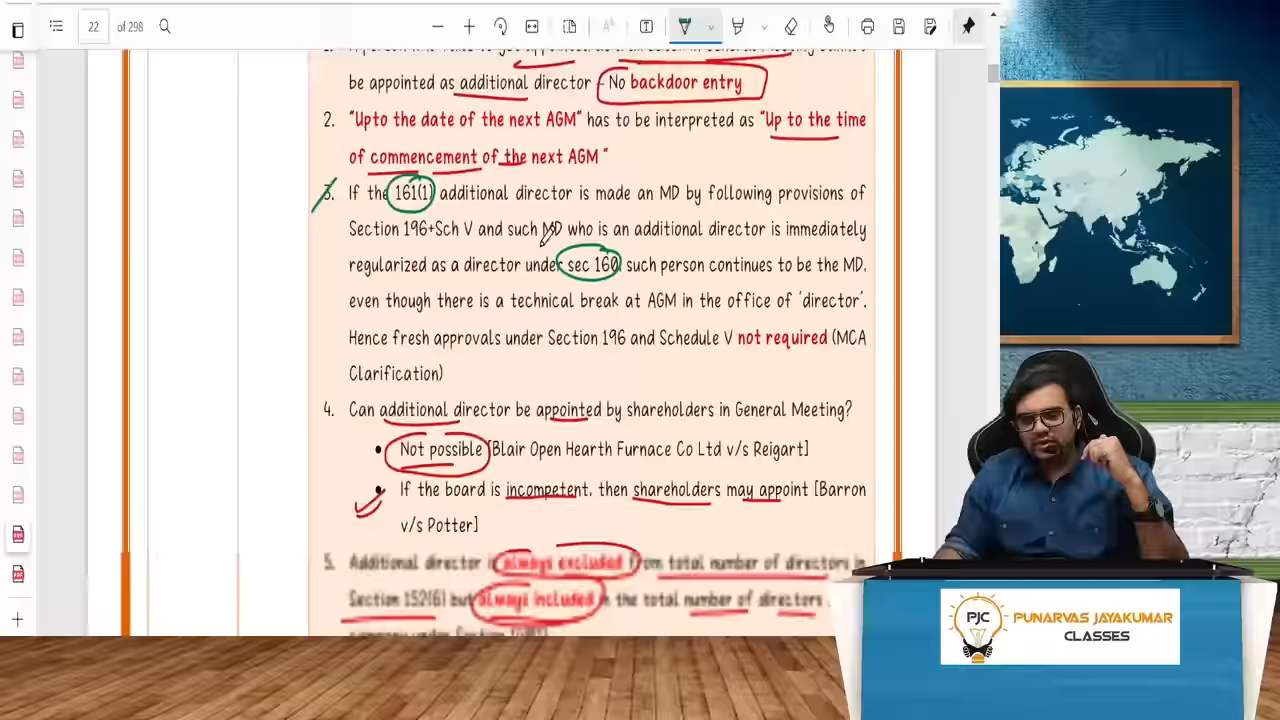 22 of 298
be appointed as additional director - No backdoor entry
2. "Upto the date of the next AGM" has to be interpreted as "Up to the time
of commencement of the next AGM "
3. If the 161(1) additional director is made an MD by following provisions of
Section 196+Sch V and such MD who is an additional director is immediately
regularized as a director under sec 160, such person continues to be the MD,
even though there is a technical break at AGM in the office of 'director'.
Hence fresh approvals under Section 196 and Schedule V not required (MCA
Clarification)
4. Can additional director be appointed by shareholders in General Meeting?
• Not possible [Blair Open Hearth Furnace Co Ltd v/s Reigart]
• If the board is incompetent, then shareholders may appoint [Barron
v/s Potter]
5. Additional director is always excluded from total number of directors in
Section 152(6) but always included in the total number of directors
PJC
PUNARVAS JAYAKUMAR
CLASSES